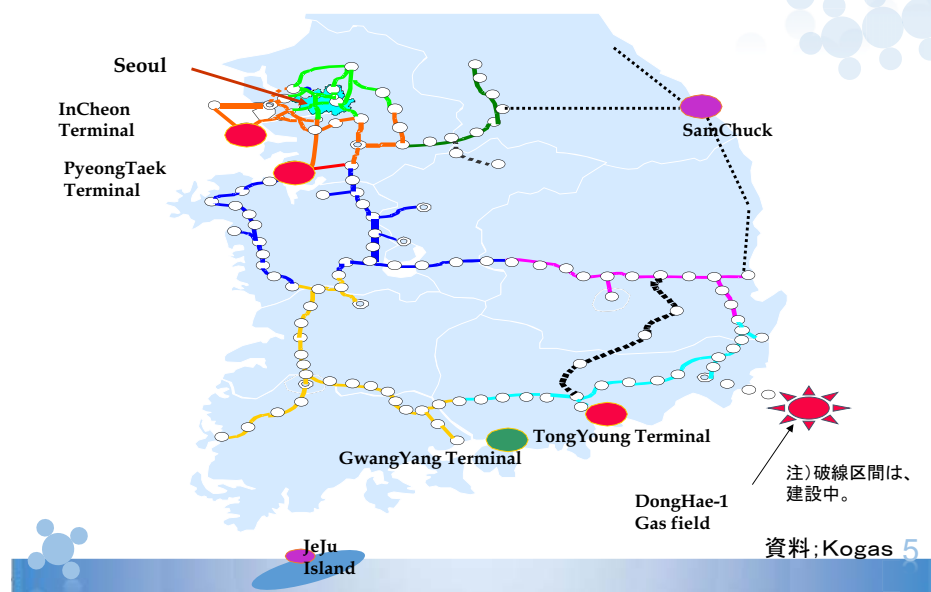 Seoul
InCheon
Terminal
PyeongTaek
Terminal
SamChuck
TongYoung Terminal
GwangYang Terminal
DongHae-1
Gas field
注）破線区間は、
建設中。
JeJu
Island
資料;Kogas 5